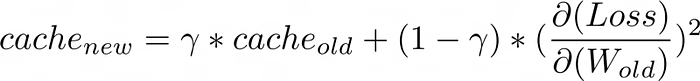 cache_{new} = γ * cache_{old} + (1 − γ) * (∂(Loss)/∂(W_{old}))^2